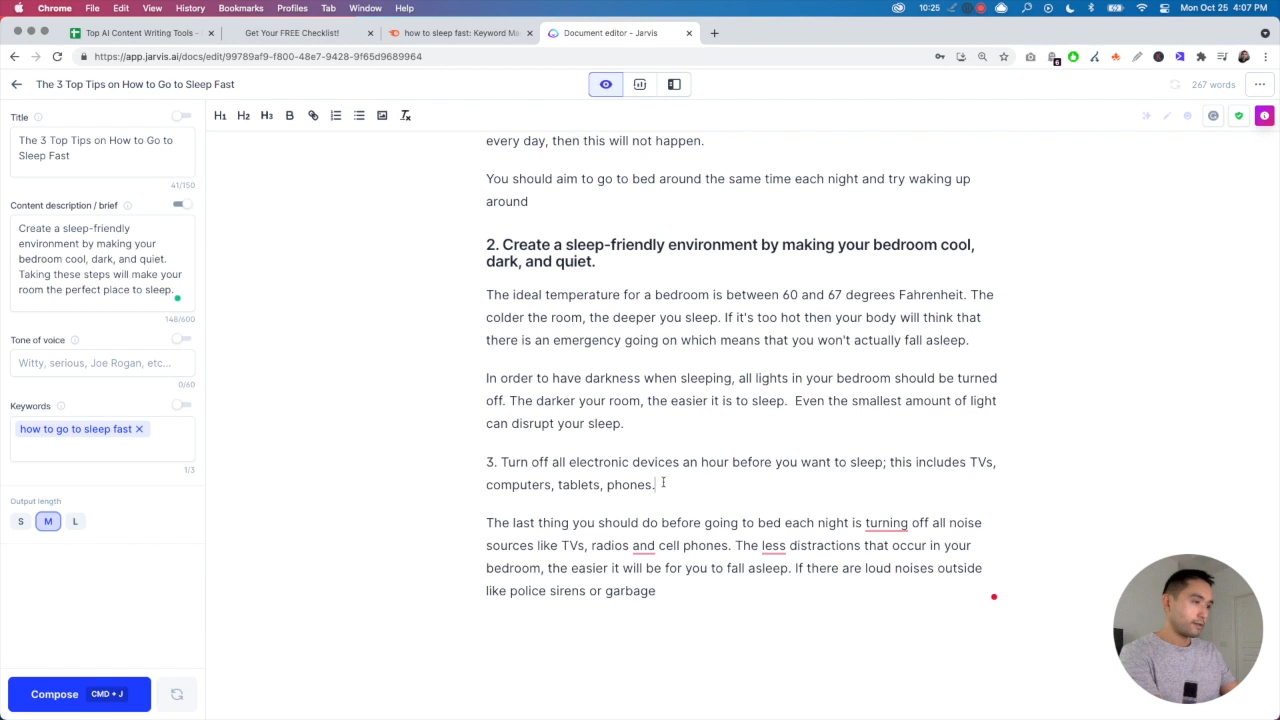 Chrome File Edit View History Bookmarks Profiles Tab Window Help 10:25 Mon Oct 25 4:07 PM
Top AI Content Writing Tools - Get Your FREE Checklist! how to sleep fast: Keyword Ma Document editor - Jarvis
https://app.jarvis.ai/docs/edit/99789af9-f800-48e7-9428-9f65d9689964
The 3 Top Tips on How to Go to Sleep Fast 267 words
H1 H2 H3 B
Title
The 3 Top Tips on How to Go to
Sleep Fast
41/150
Content description / brief
Create a sleep-friendly
environment by making your
bedroom cool, dark, and quiet.
Taking these steps will make your
room the perfect place to sleep.
148/600
Tone of voice
Witty, serious, Joe Rogan, etc...
0/60
Keywords
how to go to sleep fast
1/3
Output length
S M L
Compose CMD + J
every day, then this will not happen.
You should aim to go to bed around the same time each night and try waking up
around
2. Create a sleep-friendly environment by making your bedroom cool,
dark, and quiet.
The ideal temperature for a bedroom is between 60 and 67 degrees Fahrenheit. The
colder the room, the deeper you sleep. If it's too hot then your body will think that
there is an emergency going on which means that you won't actually fall asleep.
In order to have darkness when sleeping, all lights in your bedroom should be turned
off. The darker your room, the easier it is to sleep. Even the smallest amount of light
can disrupt your sleep.
3. Turn off all electronic devices an hour before you want to sleep; this includes TVs,
computers, tablets, phones.
The last thing you should do before going to bed each night is turning off all noise
sources like TVs, radios and cell phones. The less distractions that occur in your
bedroom, the easier it will be for you to fall asleep. If there are loud noises outside
like police sirens or garbage